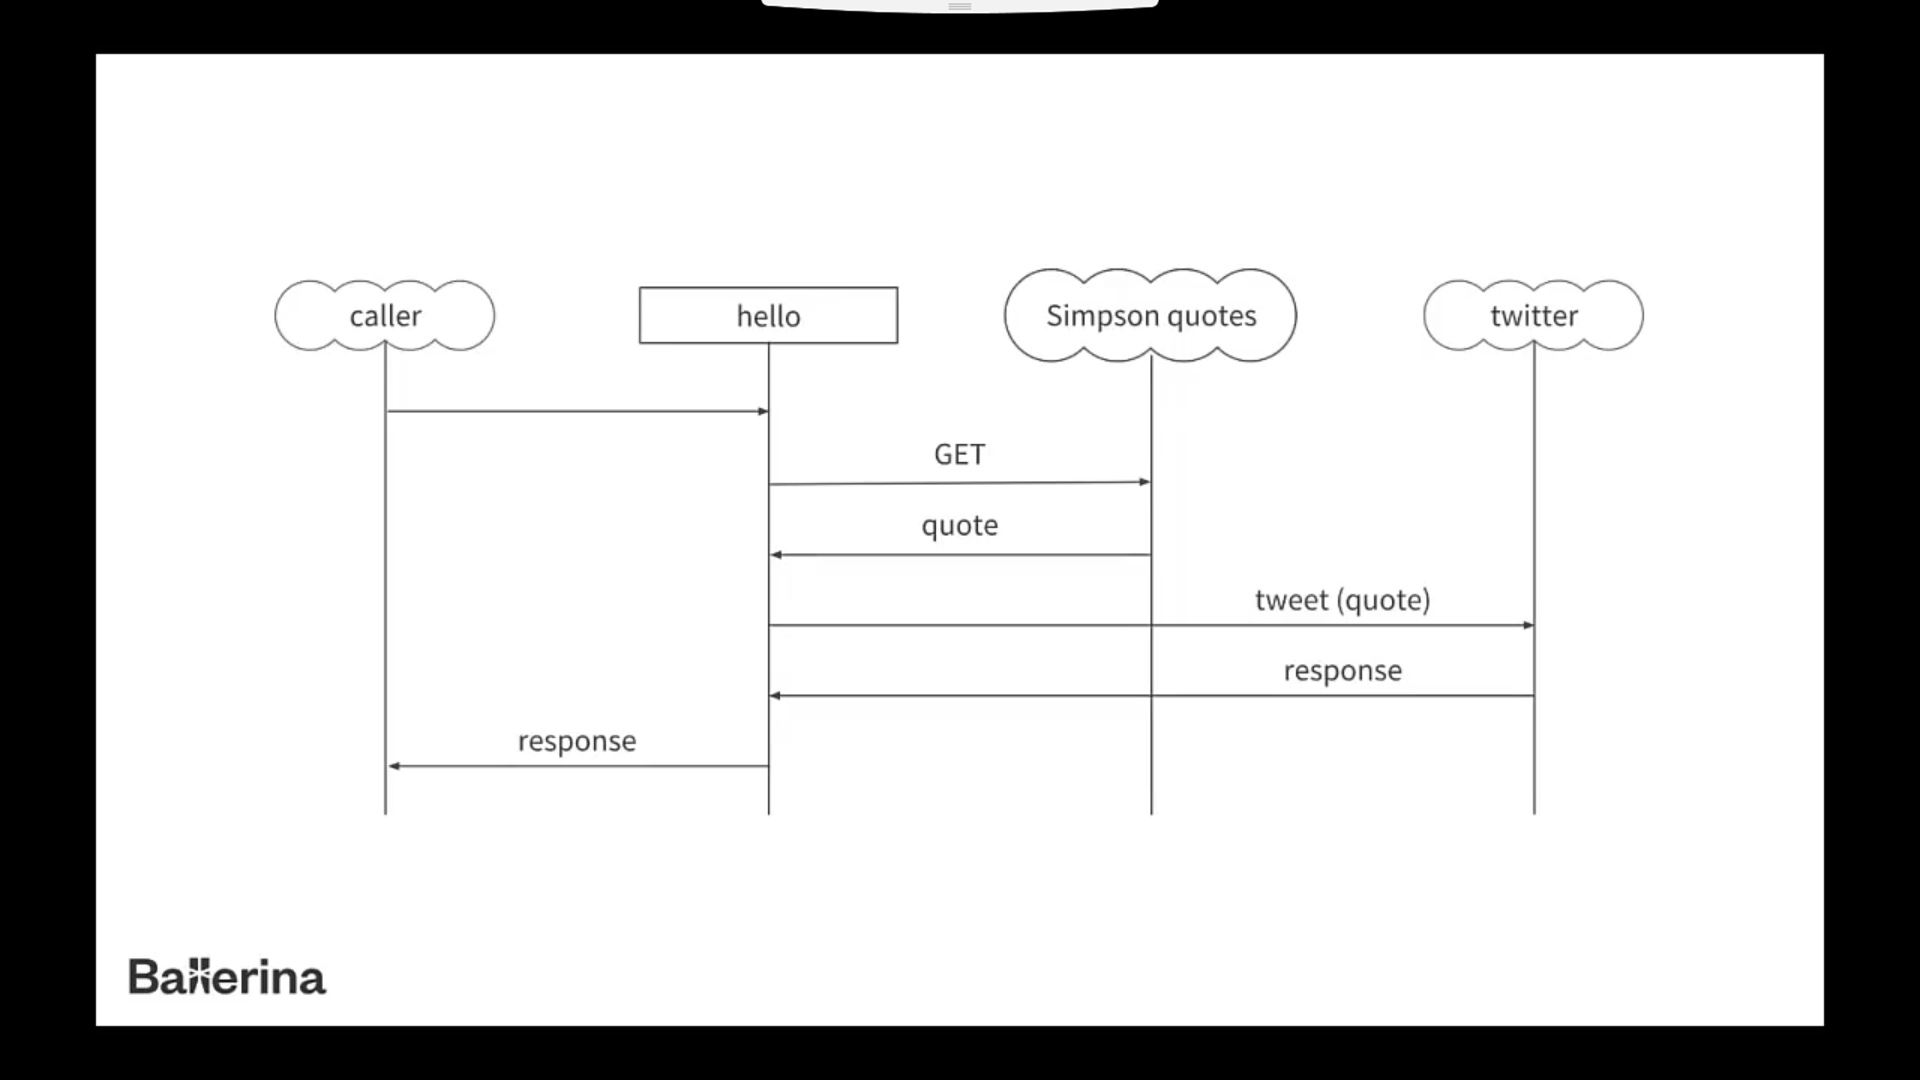 caller
hello
Simpson quotes
twitter
GET
quote
tweet (quote)
response
response
Ballerina